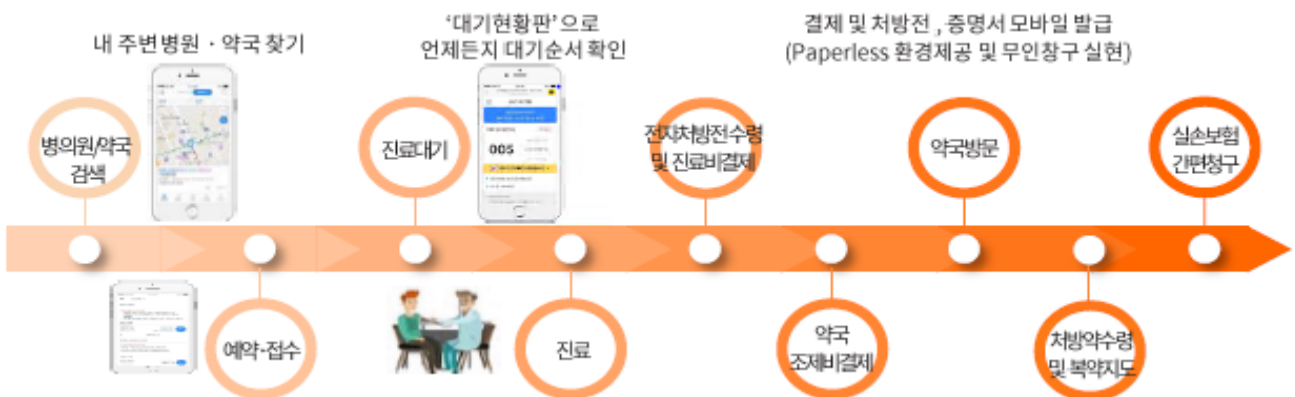 내 주변병원 · 약국 찾기
‘대기현황판’으로
언제든지 대기순서 확인
결제 및 처방전 , 증명서 모바일 발급
(Paperless 환경제공 및 무인창구 실현)
병의원/약국
검색
진료대기
005
전자처방전수령
및 진료비결제
약국방문
실손보험
간편청구
예약·접수
진료
약국
조제비결제
처방약수령
및 복약지도